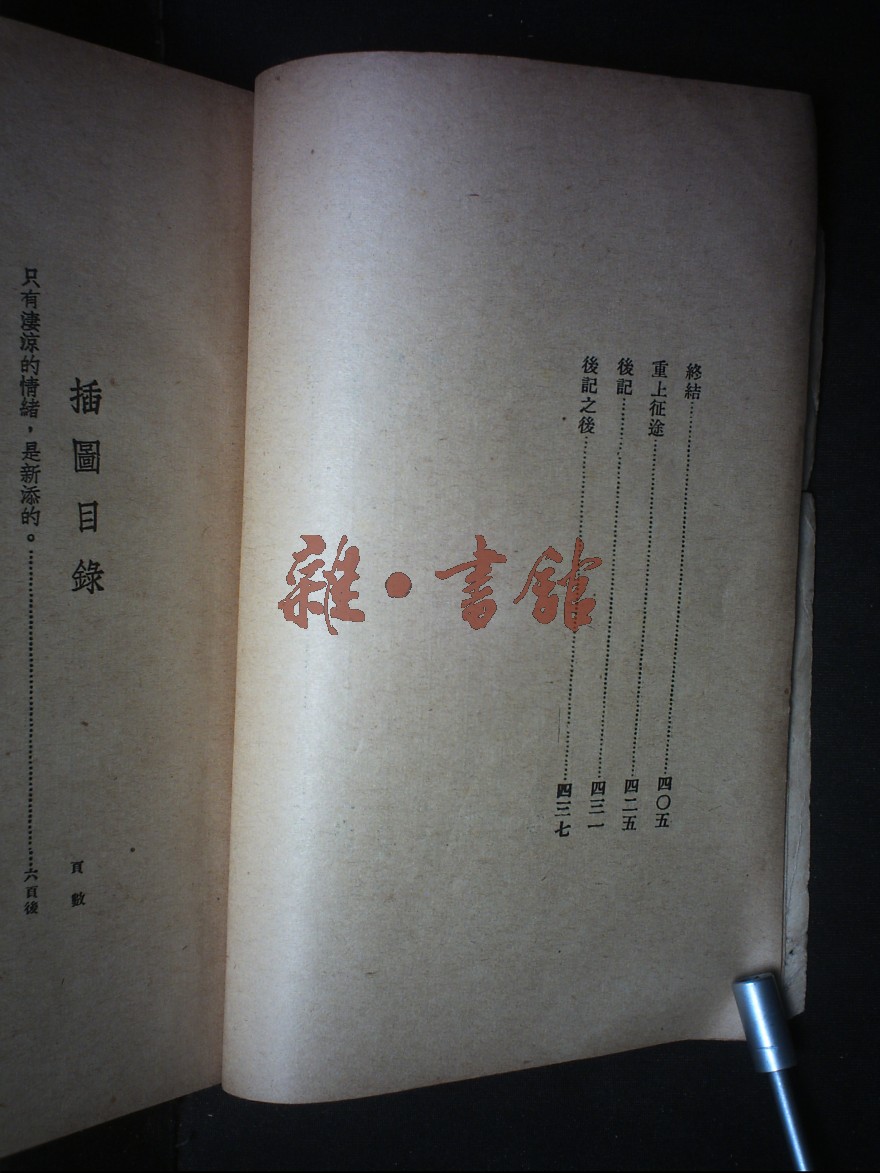 終結……四〇五
重上征途……四二五
後記……四三一
後記之後……四三七
雜·書館
插圖目錄
頁數
只有淒涼的情緒，是新添的。……六頁後